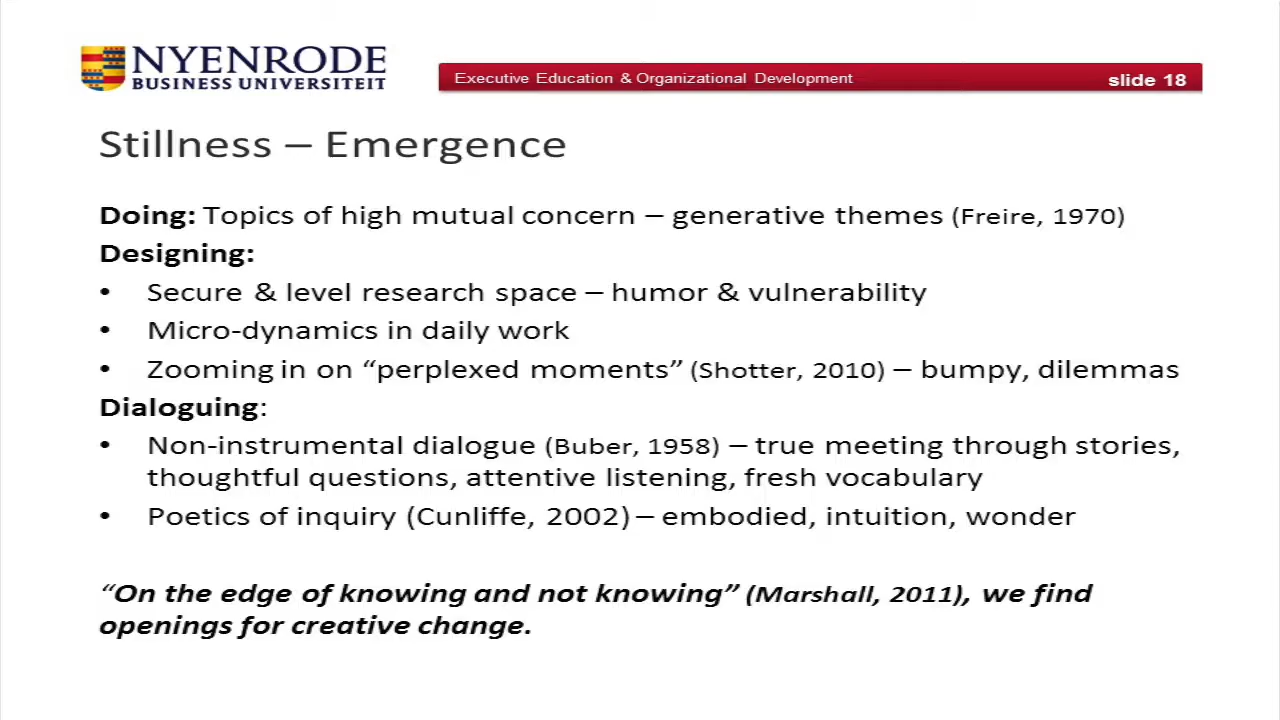 NYENRODE
BUSINESS UNIVERSITEIT
Executive Education & Organizational Development
slide 18
Stillness – Emergence
Doing: Topics of high mutual concern – generative themes (Freire, 1970)
Designing:
• Secure & level research space – humor & vulnerability
• Micro-dynamics in daily work
• Zooming in on “perplexed moments” (Shotter, 2010) – bumpy, dilemmas
Dialoguing:
• Non-instrumental dialogue (Buber, 1958) – true meeting through stories,
thoughtful questions, attentive listening, fresh vocabulary
• Poetics of inquiry (Cunliffe, 2002) – embodied, intuition, wonder
“On the edge of knowing and not knowing” (Marshall, 2011), we find
openings for creative change.